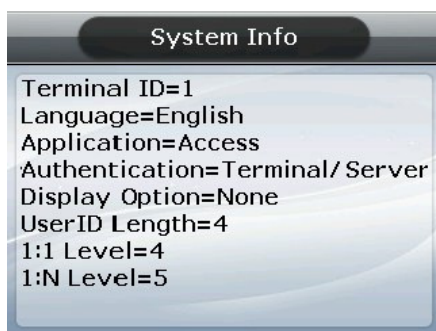 System Info
Terminal ID=1
Language=English
Application=Access
Authentication=Terminal/Server
Display Option=None
UserID Length=4
1:1 Level=4
1:N Level=5